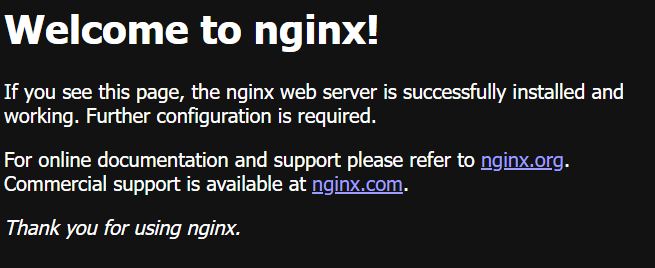 Welcome to nginx!
If you see this page, the nginx web server is successfully installed and
working. Further configuration is required.
For online documentation and support please refer to nginx.org.
Commercial support is available at nginx.com.
Thank you for using nginx.